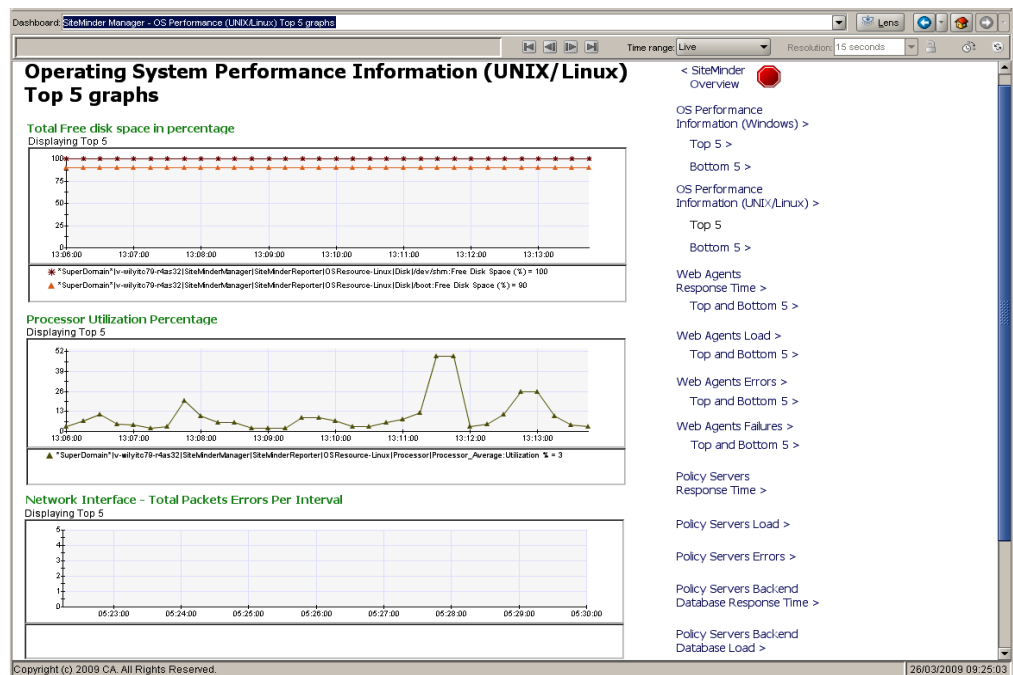 Dashboard: SiteMinder Manager - OS Performance (UNIX/Linux) Top 5 graphs
Lens
Time range: Live
Resolution: 15 seconds
Operating System Performance Information (UNIX/Linux)
Top 5 graphs
Total Free disk space in percentage
Displaying Top 5
100
75
50
25
0
13:06:00 13:07:00 13:08:00 13:09:00 13:10:00 13:11:00 13:12:00 13:13:00
*SuperDomain*|v-wilyitc79-r4as32|SiteMinderManager|SiteMinderReporter|OSResource-Linux|Disk|/dev/shm:Free Disk Space (%) = 100
*SuperDomain*|v-wilyitc79-r4as32|SiteMinderManager|SiteMinderReporter|OSResource-Linux|Disk|/boot:Free Disk Space (%) = 90
Processor Utilization Percentage
Displaying Top 5
52
39
26
13
0
13:06:00 13:07:00 13:08:00 13:09:00 13:10:00 13:11:00 13:12:00 13:13:00
*SuperDomain*|v-wilyitc79-r4as32|SiteMinderManager|SiteMinderReporter|OSResource-Linux|Processor|Processor_Average:Utilization % = 3
Network Interface - Total Packets Errors Per Interval
Displaying Top 5
5
4
3
2
1
0
05:23:00 05:24:00 05:25:00 05:26:00 05:27:00 05:28:00 05:29:00 05:30:00
< SiteMinder
Overview
OS Performance
Information (Windows) >
Top 5 >
Bottom 5 >
OS Performance
Information (UNIX/Linux) >
Top 5
Bottom 5 >
Web Agents
Response Time >
Top and Bottom 5 >
Web Agents Load >
Top and Bottom 5 >
Web Agents Errors >
Top and Bottom 5 >
Web Agents Failures >
Top and Bottom 5 >
Policy Servers
Response Time >
Policy Servers Load >
Policy Servers Errors >
Policy Servers Backend
Database Response Time >
Policy Servers Backend
Database Load >
Copyright (c) 2009 CA. All Rights Reserved.
26/03/2009 09:25:03